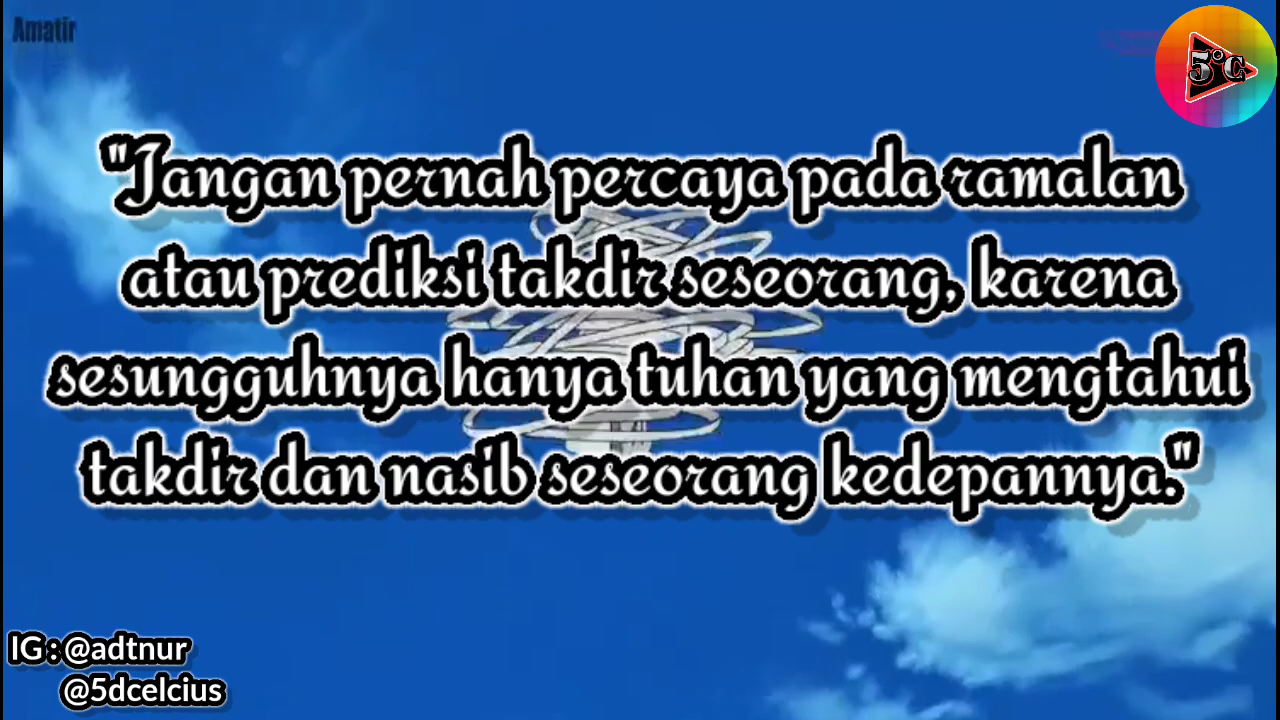 Amatir
5°C
"Jangan pernah percaya pada ramalan
atau prediksi takdir seseorang, karena
sesungguhnya hanya tuhan yang mengtahui
takdir dan nasib seseorang kedepannya."
IG : @adtnur
@5dcelcius